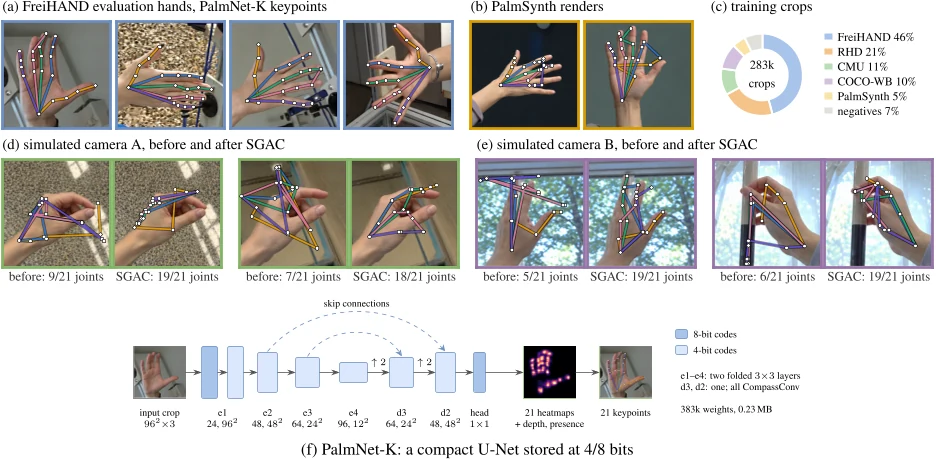 (a) FreiHAND evaluation hands, PalmNet-K keypoints
(b) PalmSynth renders
(c) training crops
283k
crops
FreiHAND 46%
RHD 21%
CMU 11%
COCO-WB 10%
PalmSynth 5%
negatives 7%
(d) simulated camera A, before and after SGAC
(e) simulated camera B, before and after SGAC
before: 9/21 joints
SGAC: 19/21 joints
before: 7/21 joints
SGAC: 18/21 joints
before: 5/21 joints
SGAC: 19/21 joints
before: 6/21 joints
SGAC: 19/21 joints
skip connections
↑ 2
↑ 2
8-bit codes
4-bit codes
e1–e4: two folded 3×3 layers
d3, d2: one; all CompassConv
383k weights, 0.23 MB
input crop
96²×3
e1
24, 96²
e2
48, 48²
e3
64, 24²
e4
96, 12²
d3
64, 24²
d2
48, 48²
head
1×1
21 heatmaps
+ depth, presence
21 keypoints
(f) PalmNet-K: a compact U-Net stored at 4/8 bits